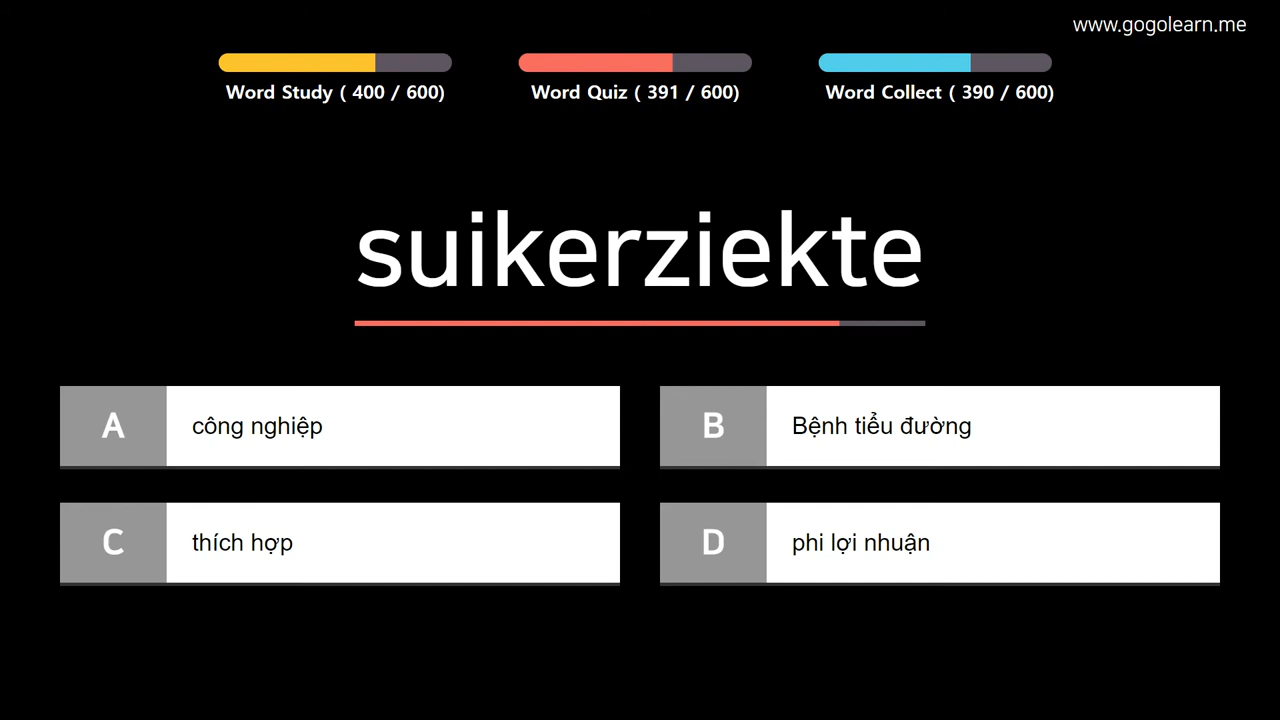 www.gogolearn.me
Word Study ( 400 / 600)
Word Quiz ( 391 / 600)
Word Collect ( 390 / 600)
suikerziekte
A công nghiệp
B Bệnh tiểu đường
C thích hợp
D phi lợi nhuận